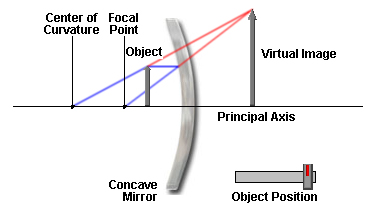 Center of
Curvature
Focal
Point
Object
Virtual Image
Principal Axis
Concave
Mirror
Object Position